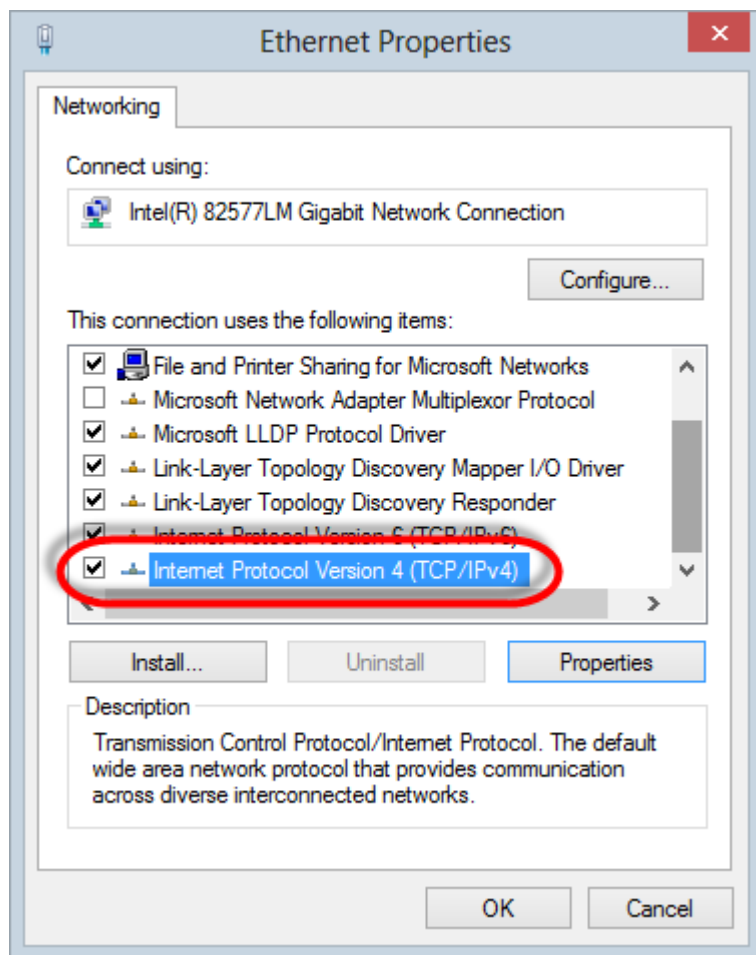 Ethernet Properties
Networking
Connect using:
Intel(R) 82577LM Gigabit Network Connection
Configure...
This connection uses the following items:
File and Printer Sharing for Microsoft Networks
Microsoft Network Adapter Multiplexor Protocol
Microsoft LLDP Protocol Driver
Link-Layer Topology Discovery Mapper I/O Driver
Link-Layer Topology Discovery Responder
Internet Protocol Version 6 (TCP/IPv6)
Internet Protocol Version 4 (TCP/IPv4)
Install...
Uninstall
Properties
Description
Transmission Control Protocol/Internet Protocol. The default
wide area network protocol that provides communication
across diverse interconnected networks.
OK
Cancel